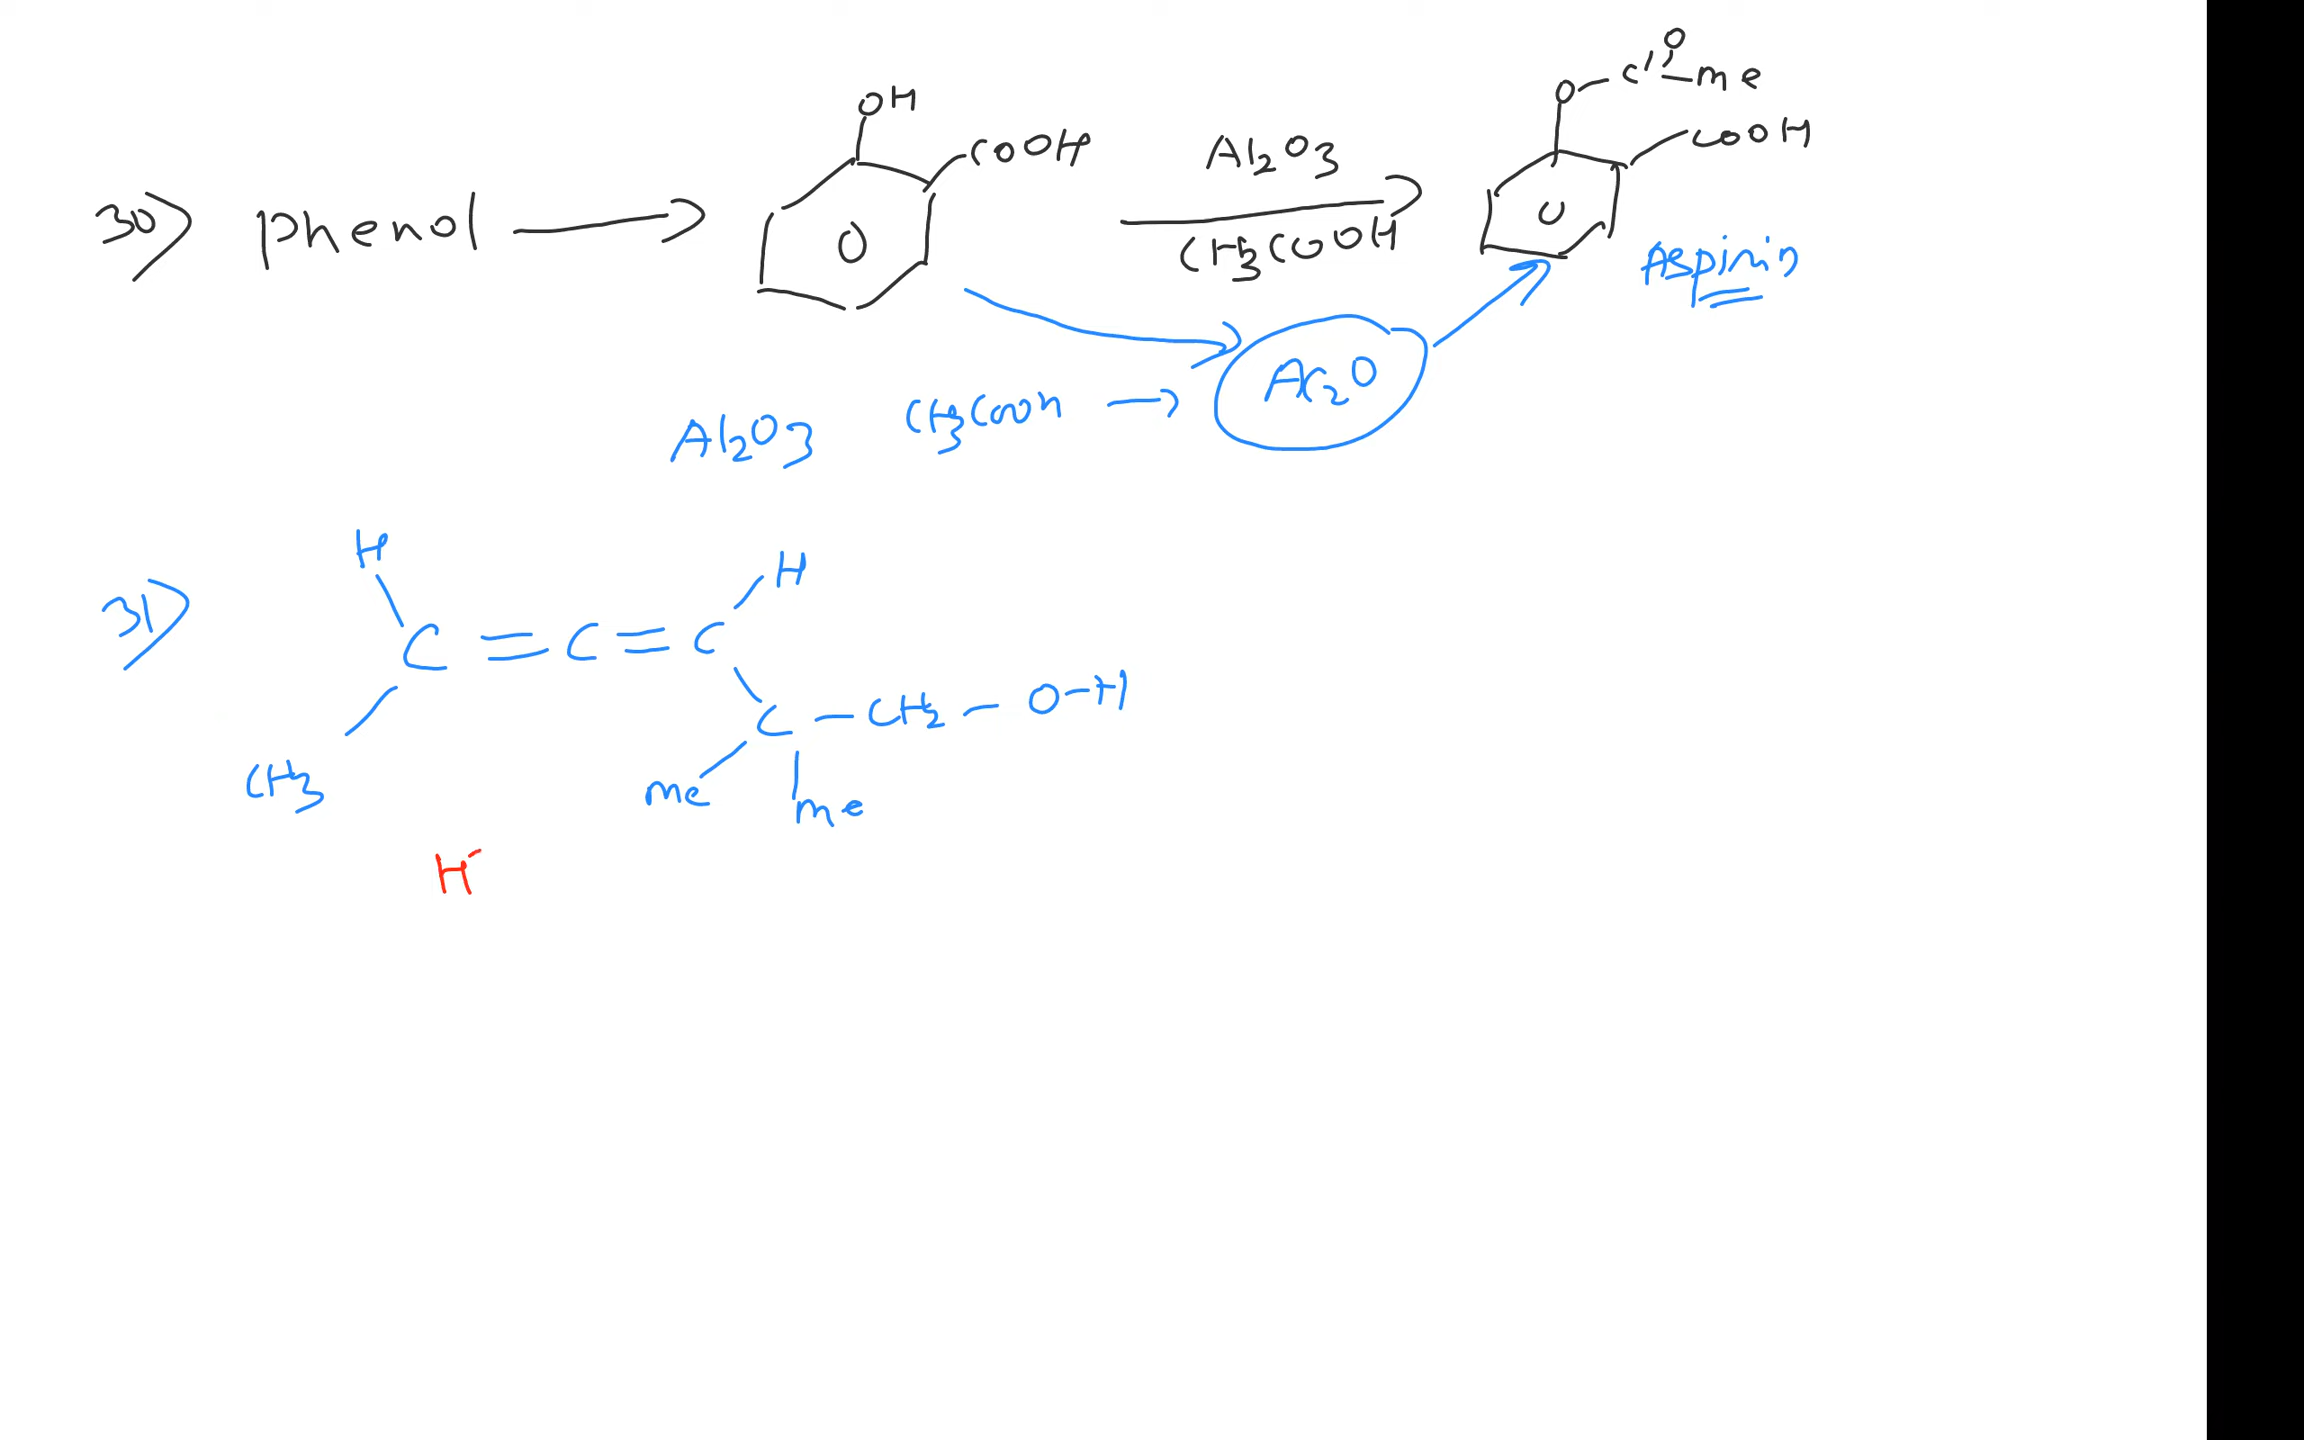 O
O-C-Me
OH
COOH
COOH
30) Phenol → Al2O3
CH3COOH
Aspirin
Al2O3 CH3COOH → Ac2O
H
H
31) C=C=C
C-CH2-O-H
CH3 Me Me
H